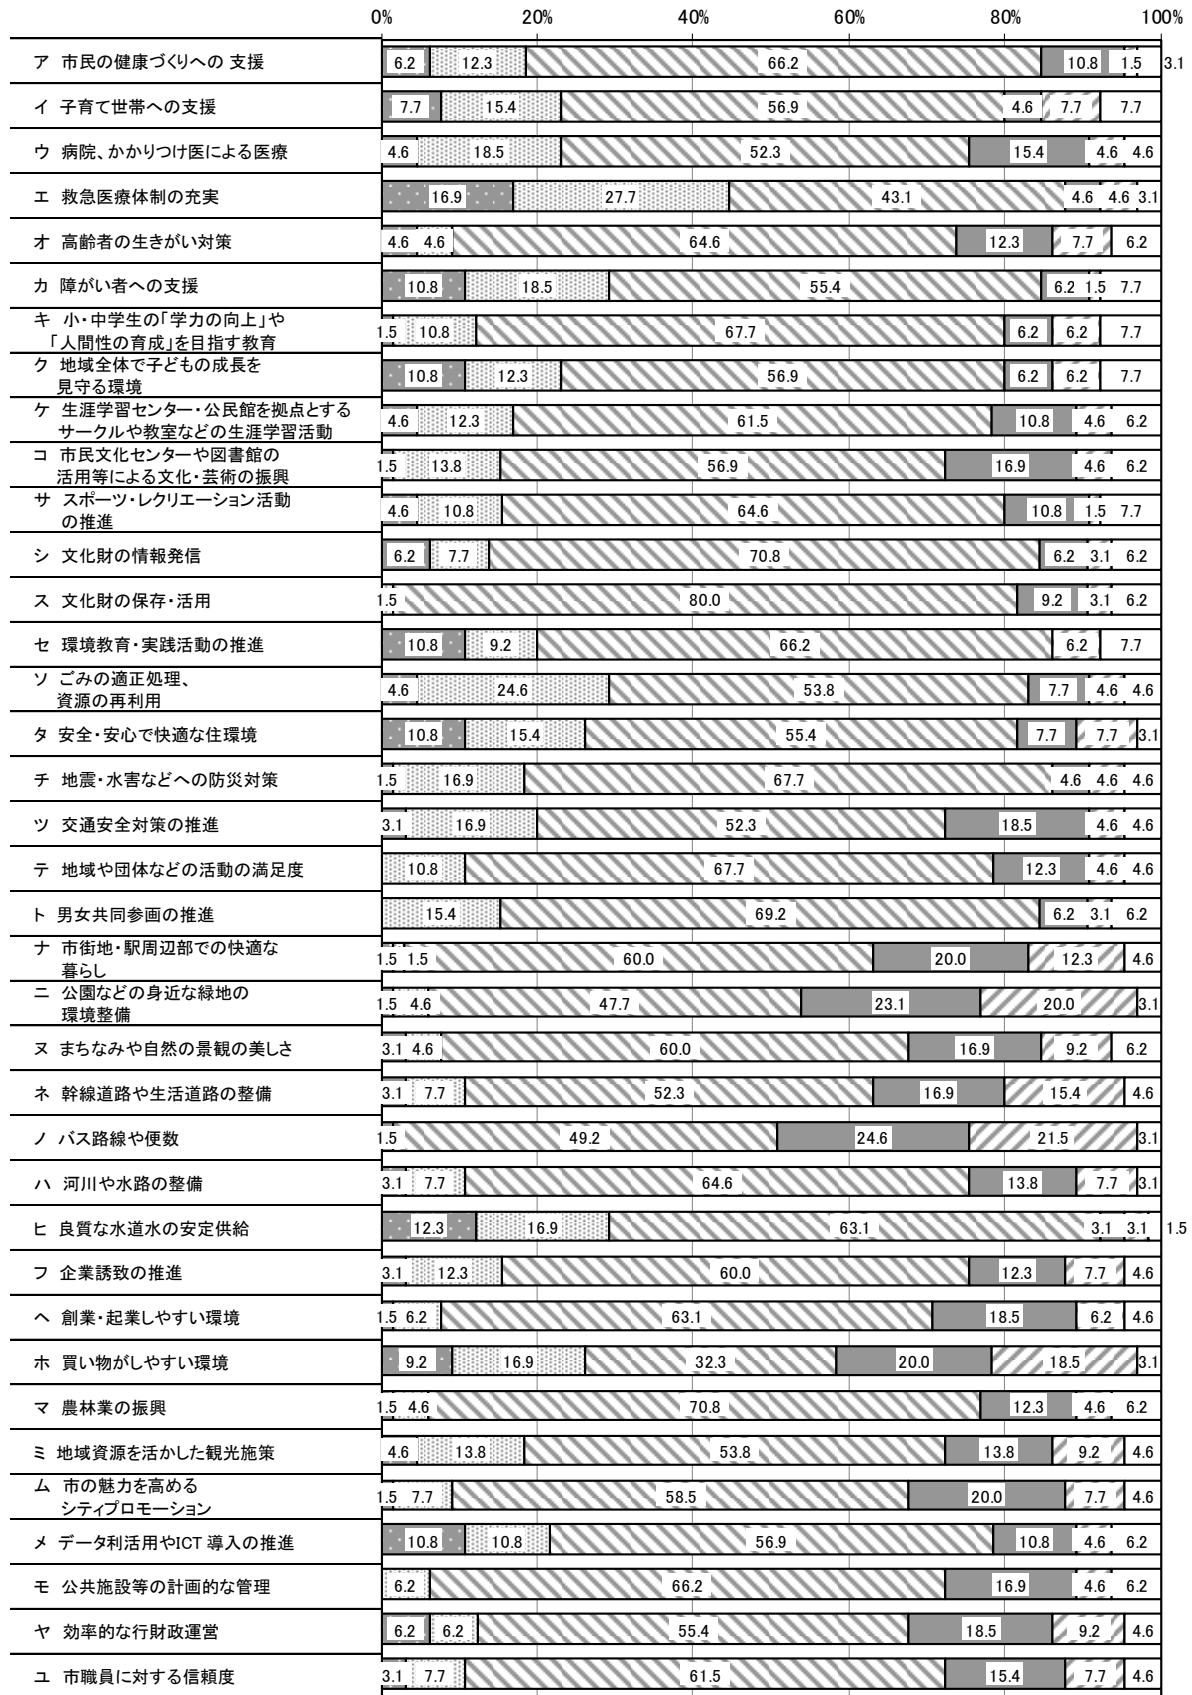 0% 20% 40% 60% 80% 100%
ア 市民の健康づくりへの 支援 6.2 12.3 66.2 10.8 1.5 3.1
イ 子育て世帯への支援 7.7 15.4 56.9 4.6 7.7 7.7
ウ 病院、かかりつけ医による医療 4.6 18.5 52.3 15.4 4.6 4.6
エ 救急医療体制の充実 16.9 27.7 43.1 4.6 4.6 3.1
オ 高齢者の生きがい対策 4.6 4.6 64.6 12.3 7.7 6.2
カ 障がい者への支援 10.8 18.5 55.4 6.2 1.5 7.7
キ 小・中学生の「学力の向上」や
「人間性の育成」を目指す教育 1.5 10.8 67.7 6.2 6.2 7.7
ク 地域全体で子どもの成長を
見守る環境 10.8 12.3 56.9 6.2 6.2 7.7
ケ 生涯学習センター・公民館を拠点とする
サークルや教室などの生涯学習活動 4.6 12.3 61.5 10.8 4.6 6.2
コ 市民文化センターや図書館の
活用等による文化・芸術の振興 1.5 13.8 56.9 16.9 4.6 6.2
サ スポーツ・レクリエーション活動
の推進 4.6 10.8 64.6 10.8 1.5 7.7
シ 文化財の情報発信 6.2 7.7 70.8 6.2 3.1 6.2
ス 文化財の保存・活用 1.5 80.0 9.2 3.1 6.2
セ 環境教育・実践活動の推進 10.8 9.2 66.2 6.2 7.7
ソ ごみの適正処理、
資源の再利用 4.6 24.6 53.8 7.7 4.6 4.6
タ 安全・安心で快適な住環境 10.8 15.4 55.4 7.7 7.7 3.1
チ 地震・水害などへの防災対策 1.5 16.9 67.7 4.6 4.6 4.6
ツ 交通安全対策の推進 3.1 16.9 52.3 18.5 4.6 4.6
テ 地域や団体などの活動の満足度 10.8 67.7 12.3 4.6 4.6
ト 男女共同参画の推進 15.4 69.2 6.2 3.1 6.2
ナ 市街地・駅周辺部での快適な
暮らし 1.5 1.5 60.0 20.0 12.3 4.6
ニ 公園などの身近な緑地の
環境整備 1.5 4.6 47.7 23.1 20.0 3.1
ヌ まちなみや自然の景観の美しさ 3.1 4.6 60.0 16.9 9.2 6.2
ネ 幹線道路や生活道路の整備 3.1 7.7 52.3 16.9 15.4 4.6
ノ バス路線や便数 1.5 49.2 24.6 21.5 3.1
ハ 河川や水路の整備 3.1 7.7 64.6 13.8 7.7 3.1
ヒ 良質な水道水の安定供給 12.3 16.9 63.1 3.1 3.1 1.5
フ 企業誘致の推進 3.1 12.3 60.0 12.3 7.7 4.6
ヘ 創業・起業しやすい環境 1.5 6.2 63.1 18.5 6.2 4.6
ホ 買い物がしやすい環境 9.2 16.9 32.3 20.0 18.5 3.1
マ 農林業の振興 1.5 4.6 70.8 12.3 4.6 6.2
ミ 地域資源を活かした観光施策 4.6 13.8 53.8 13.8 9.2 4.6
ム 市の魅力を高める
シティプロモーション 1.5 7.7 58.5 20.0 7.7 4.6
メ データ利活用やICT 導入の推進 10.8 10.8 56.9 10.8 4.6 6.2
モ 公共施設等の計画的な管理 6.2 66.2 16.9 4.6 6.2
ヤ 効率的な行財政運営 6.2 6.2 55.4 18.5 9.2 4.6
ユ 市職員に対する信頼度 3.1 7.7 61.5 15.4 7.7 4.6